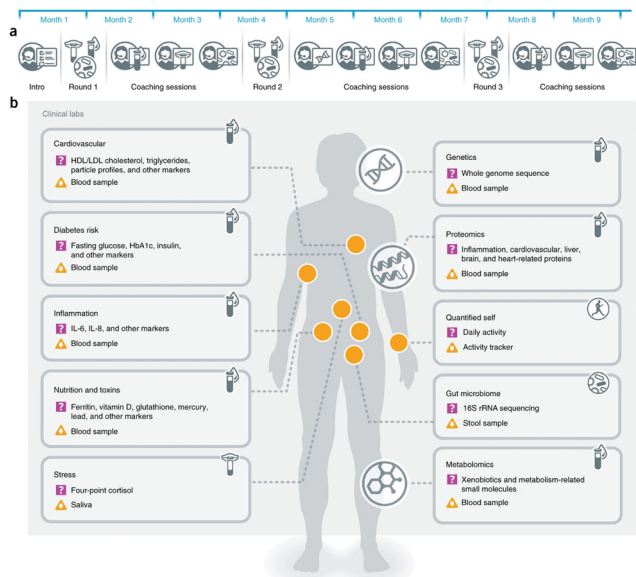 Month 1 Month 2 Month 3 Month 4 Month 5 Month 6 Month 7 Month 8 Month 9
a
Intro Round 1 Coaching sessions Round 2 Coaching sessions Round 3 Coaching sessions
b
Clinical labs
Cardiovascular
? HDL/LDL cholesterol, triglycerides,
particle profiles, and other markers
Blood sample
Diabetes risk
? Fasting glucose, HbA1c, insulin,
and other markers
Blood sample
Inflammation
? IL-6, IL-8, and other markers
Blood sample
Nutrition and toxins
? Ferritin, vitamin D, glutathione, mercury,
lead, and other markers
Blood sample
Stress
? Four-point cortisol
Saliva
Genetics
? Whole genome sequence
Blood sample
Proteomics
? Inflammation, cardiovascular, liver,
brain, and heart-related proteins
Blood sample
Quantified self
? Daily activity
Activity tracker
Gut microbiome
? 16S rRNA sequencing
Stool sample
Metabolomics
? Xenobiotics and metabolism-related
small molecules
Blood sample